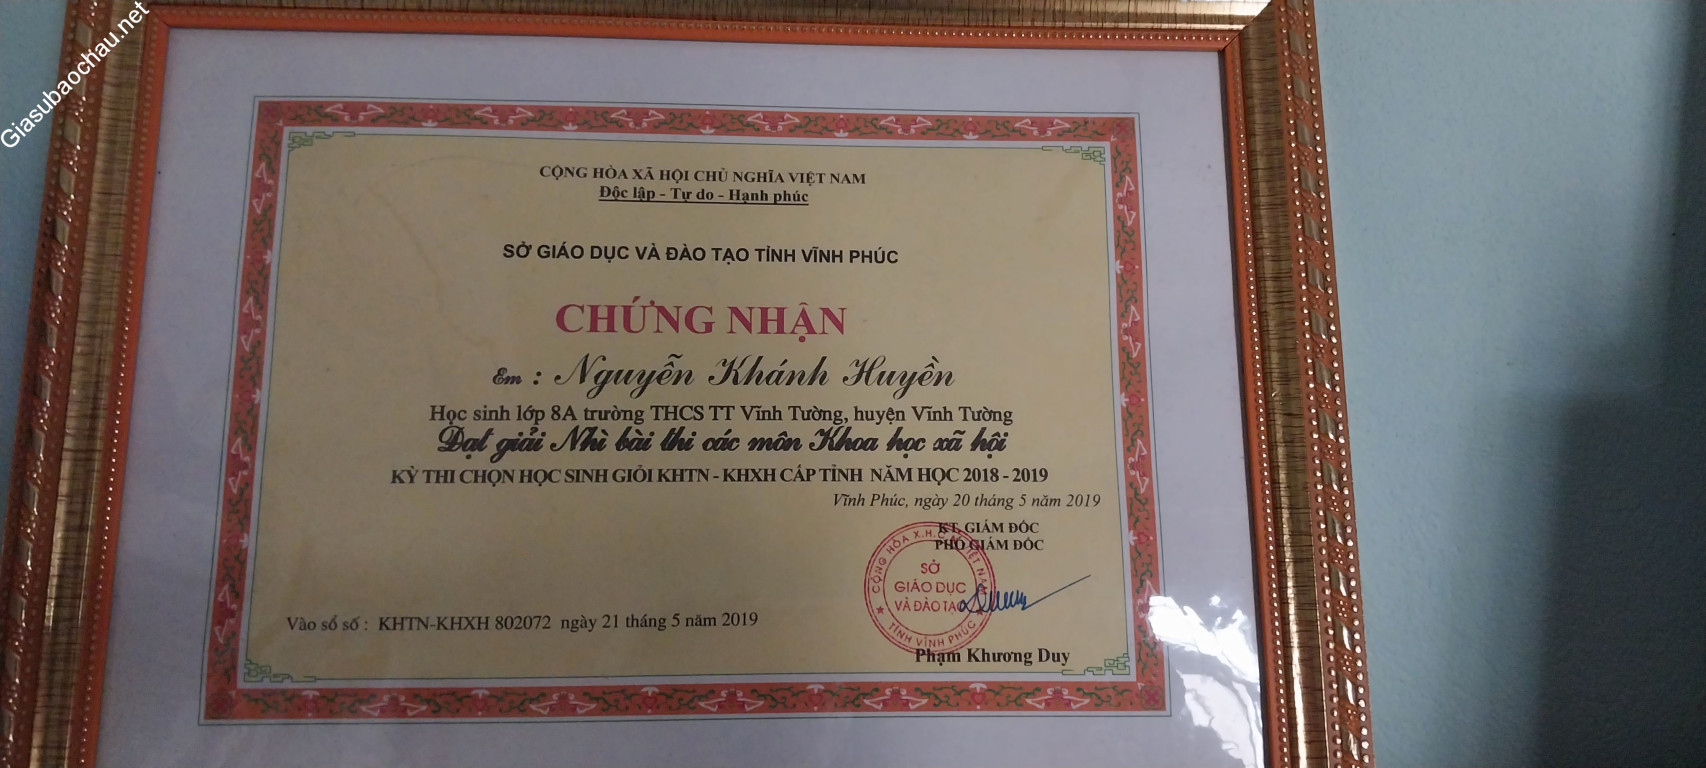 Giasubaochau.net
CỘNG HÒA XÃ HỘI CHỦ NGHĨA VIỆT NAM
Độc lập - Tự do - Hạnh phúc
SỞ GIÁO DỤC VÀ ĐÀO TẠO TỈNH VĨNH PHÚC
CHỨNG NHẬN
Em : Nguyễn Khánh Huyền
Học sinh lớp 8A trường THCS TT Vĩnh Tường, huyện Vĩnh Tường
Đạt giải Nhì bài thi các môn Khoa học xã hội
KỲ THI CHỌN HỌC SINH GIỎI KHTN - KHXH CẤP TỈNH NĂM HỌC 2018 - 2019
Vĩnh Phúc, ngày 20 tháng 5 năm 2019
KT. GIÁM ĐỐC
PHÓ GIÁM ĐỐC
CỘNG HÒA X.H.C.N VIỆT NAM
SỞ
GIÁO DỤC
VÀ ĐÀO TẠO
TỈNH VĨNH PHÚC
Vào sổ số : KHTN-KHXH 802072 ngày 21 tháng 5 năm 2019
Phạm Khương Duy